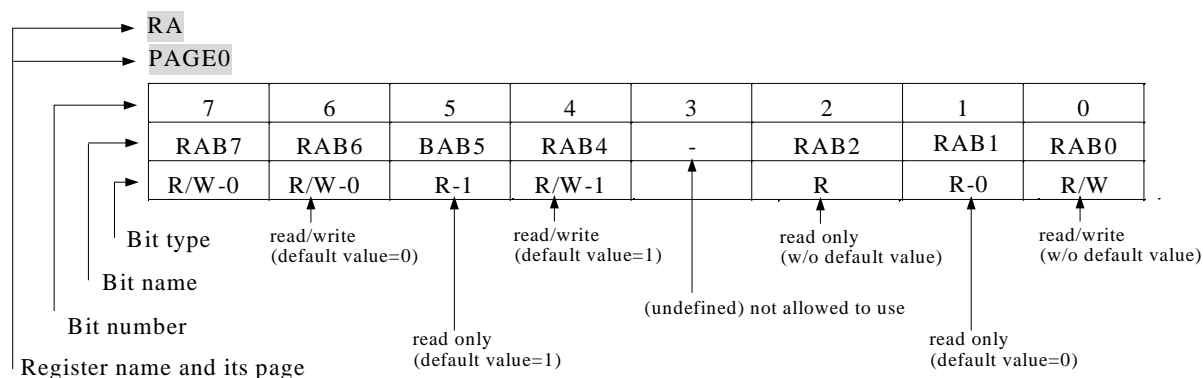 RA
PAGE0
7 6 5 4 3 2 1 0
RAB7 RAB6 BAB5 RAB4 - RAB2 RAB1 RAB0
R/W-0 R/W-0 R-1 R/W-1 R R-0 R/W
Bit type
read/write
(default value=0)
read/write
(default value=1)
read only
(w/o default value)
read/write
(w/o default value)
Bit name
(undefined) not allowed to use
Bit number
read only
(default value=1)
read only
(default value=0)
Register name and its page